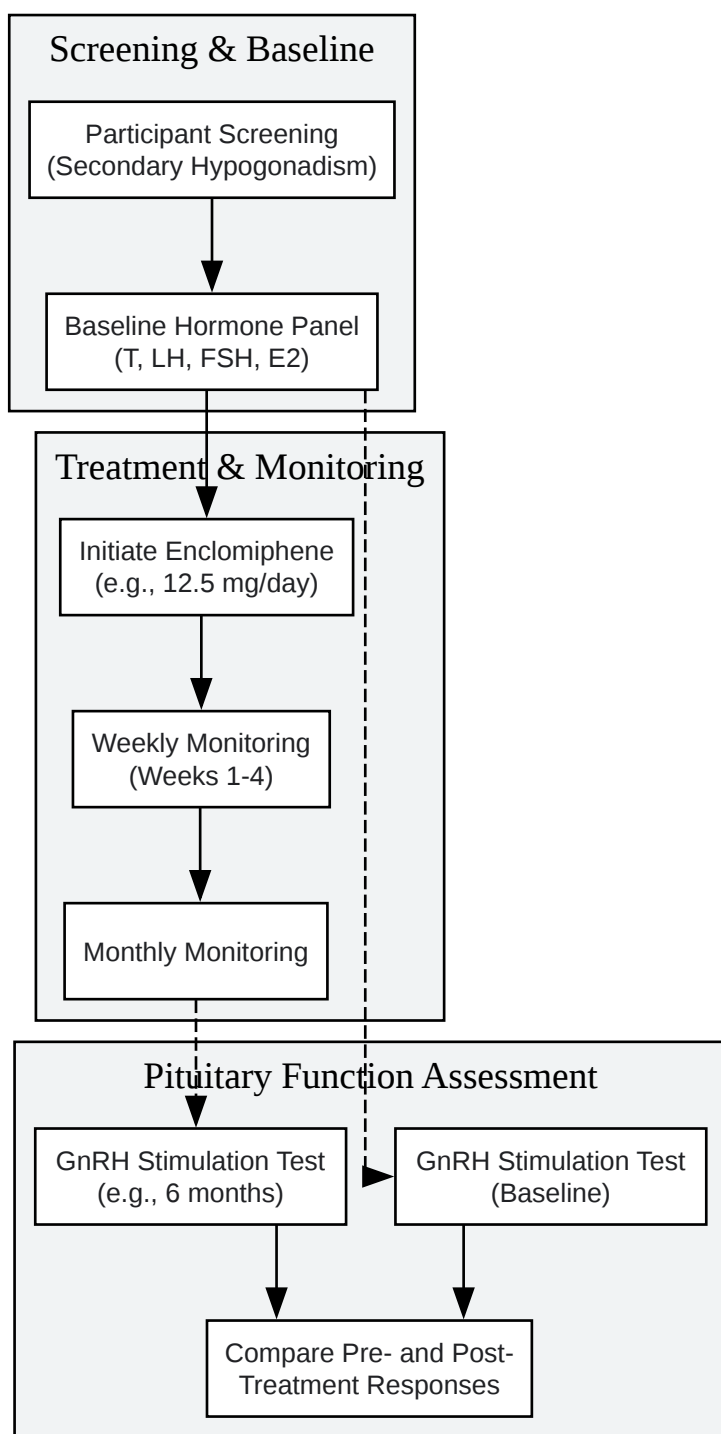 Screening & Baseline
Participant Screening
(Secondary Hypogonadism)
Baseline Hormone Panel
(T, LH, FSH, E2)
Treatment & Monitoring
Initiate Enclomiphene
(e.g., 12.5 mg/day)
Weekly Monitoring
(Weeks 1-4)
Monthly Monitoring
Pituitary Function Assessment
GnRH Stimulation Test
(e.g., 6 months)
GnRH Stimulation Test
(Baseline)
Compare Pre- and Post-
Treatment Responses